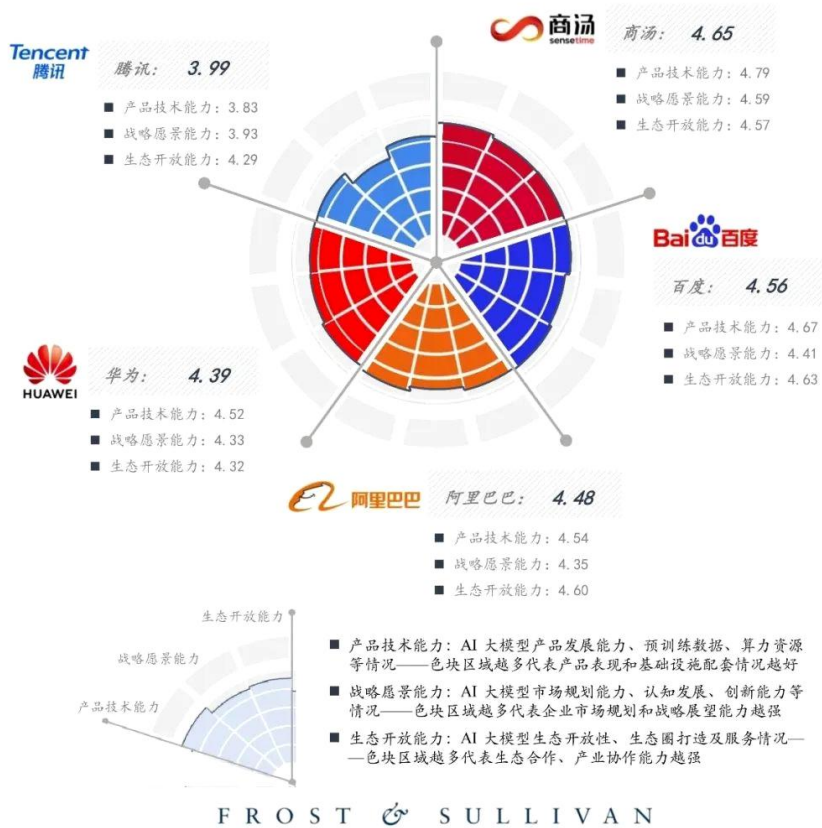 Tencent
腾讯
腾讯： 3.99
产品技术能力：3.83
战略愿景能力：3.93
生态开放能力：4.29
商汤
sensetime
商汤： 4.65
产品技术能力：4.79
战略愿景能力：4.59
生态开放能力：4.57
Bai du 百度
百度： 4.56
产品技术能力：4.67
战略愿景能力：4.41
生态开放能力：4.63
HUAWEI
华为： 4.39
产品技术能力：4.52
战略愿景能力：4.33
生态开放能力：4.32
阿里巴巴
阿里巴巴： 4.48
产品技术能力：4.54
战略愿景能力：4.35
生态开放能力：4.60
生态开放能力
战略愿景能力
产品技术能力
产品技术能力：AI 大模型产品发展能力、预训练数据、算力资源
等情况——色块区域越多代表产品表现和基础设施配套情况越好
战略愿景能力：AI 大模型市场规划能力、认知发展、创新能力等
情况——色块区域越多代表企业市场规划和战略展望能力越强
生态开放能力：AI 大模型生态开放性、生态圈打造及服务情况—
—色块区域越多代表生态合作、产业协作能力越强
FROST & SULLIVAN